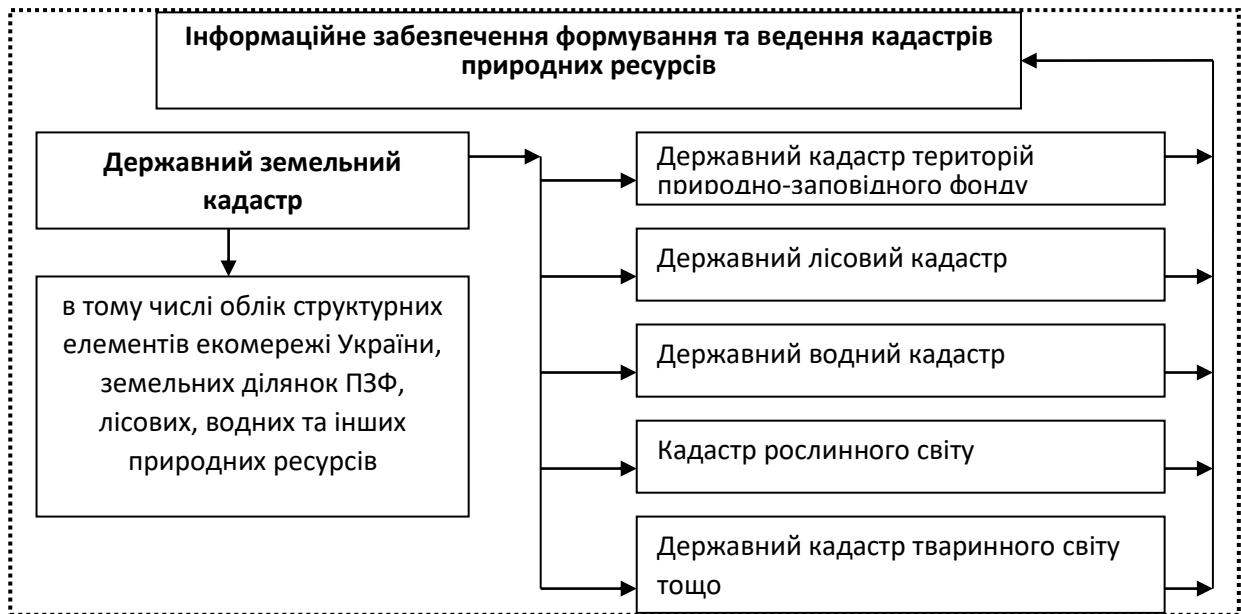 Інформаційне забезпечення формування та ведення кадастрів
природних ресурсів
Державний земельний
кадастр
в тому числі облік структурних
елементів екомережі України,
земельних ділянок ПЗФ,
лісових, водних та інших
природних ресурсів
Державний кадастр територій
природно-заповідного фонду
Державний лісовий кадастр
Державний водний кадастр
Кадастр рослинного світу
Державний кадастр тваринного світу
тощо